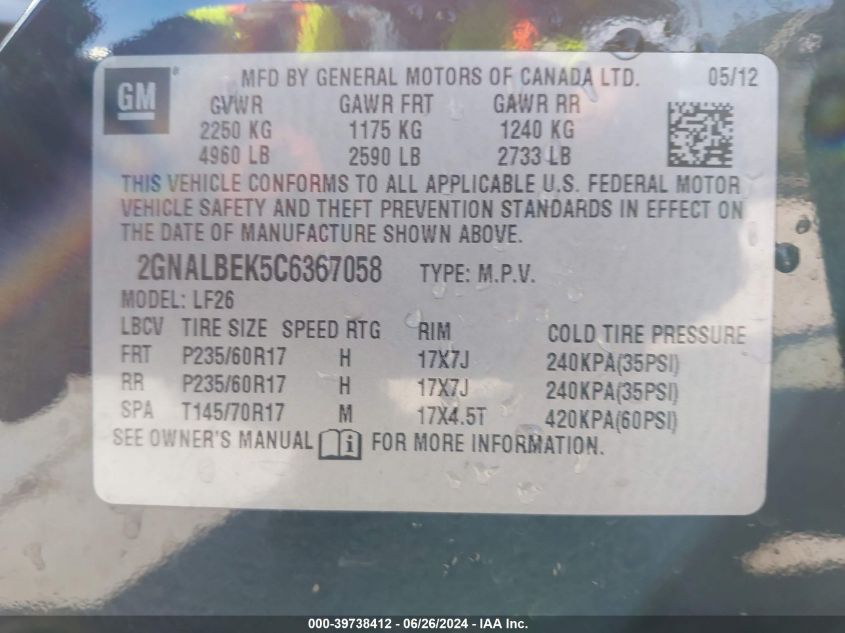 GM ® MFD BY GENERAL MOTORS OF CANADA LTD. 05/12
GVWR GAWR FRT GAWR RR
2250 KG 1175 KG 1240 KG
4960 LB 2590 LB 2733 LB
THIS VEHICLE CONFORMS TO ALL APPLICABLE U.S. FEDERAL MOTOR
VEHICLE SAFETY AND THEFT PREVENTION STANDARDS IN EFFECT ON
THE DATE OF MANUFACTURE SHOWN ABOVE.
2GNALBEK5C6367058 TYPE: M.P.V.
MODEL: LF26
LBCV TIRE SIZE SPEED RTG RIM COLD TIRE PRESSURE
FRT P235/60R17 H 17X7J 240KPA(35PSI)
RR P235/60R17 H 17X7J 240KPA(35PSI)
SPA T145/70R17 M 17X4.5T 420KPA(60PSI)
SEE OWNER'S MANUAL i FOR MORE INFORMATION.
000-39738412 - 06/26/2024 - IAA Inc.